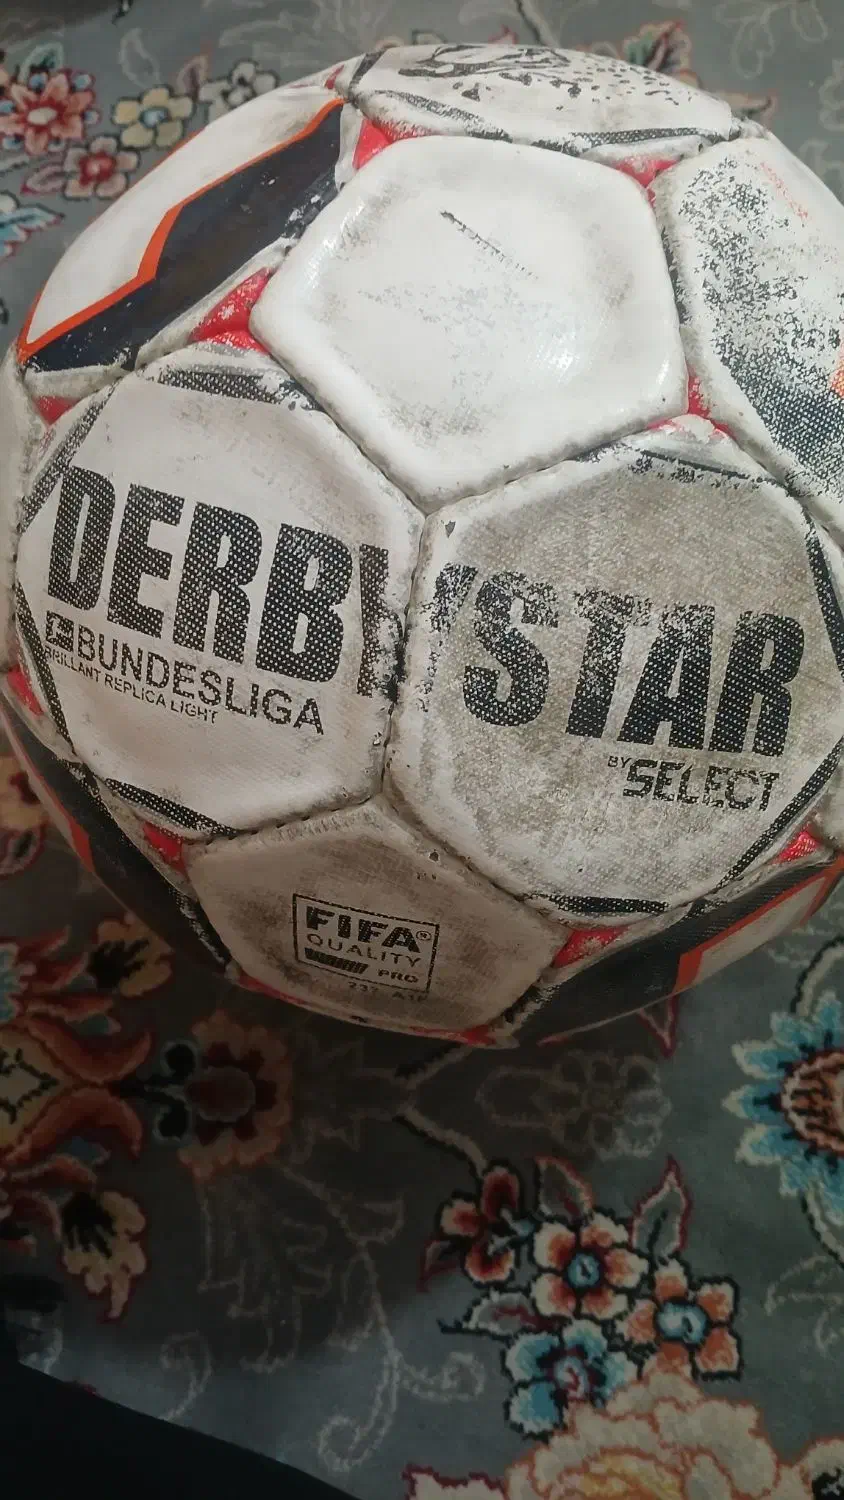 DERBYSTAR
BUNDESLIGA
BRILLANT REPLICA LIGHT
BY SELECT
FIFA®
QUALITY
PRO